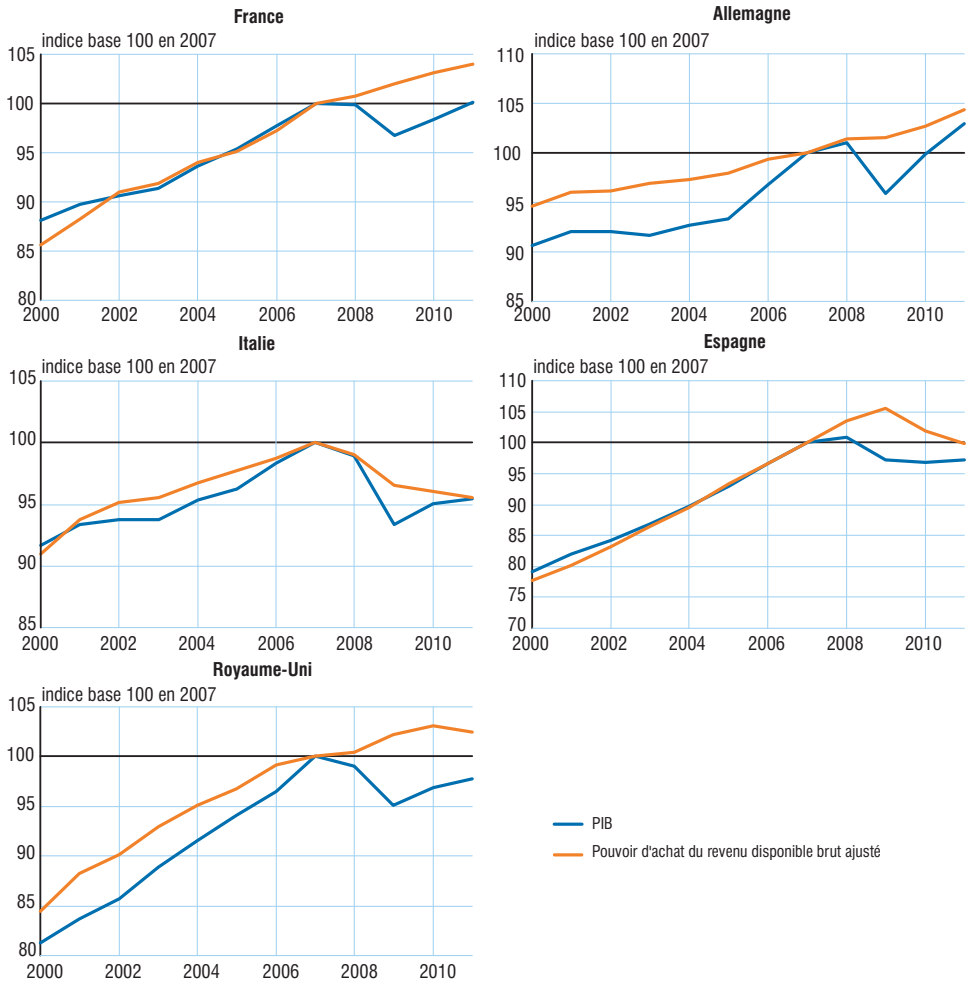 France
indice base 100 en 2007
105
100
95
90
85
80
2000 2002 2004 2006 2008 2010
Allemagne
indice base 100 en 2007
110
105
100
95
90
85
2000 2002 2004 2006 2008 2010
Italie
indice base 100 en 2007
105
100
95
90
85
2000 2002 2004 2006 2008 2010
Espagne
indice base 100 en 2007
110
105
100
95
90
85
80
75
70
2000 2002 2004 2006 2008 2010
Royaume-Uni
indice base 100 en 2007
105
100
95
90
85
80
2000 2002 2004 2006 2008 2010
PIB
Pouvoir d'achat du revenu disponible brut ajusté